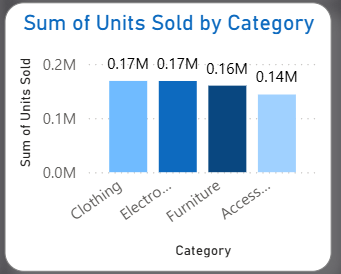 Sum of Units Sold by Category
Sum of Units Sold
0.2M
0.1M
0.0M
0.17M 0.17M 0.16M 0.14M
Clothing Electro... Furniture Access...
Category